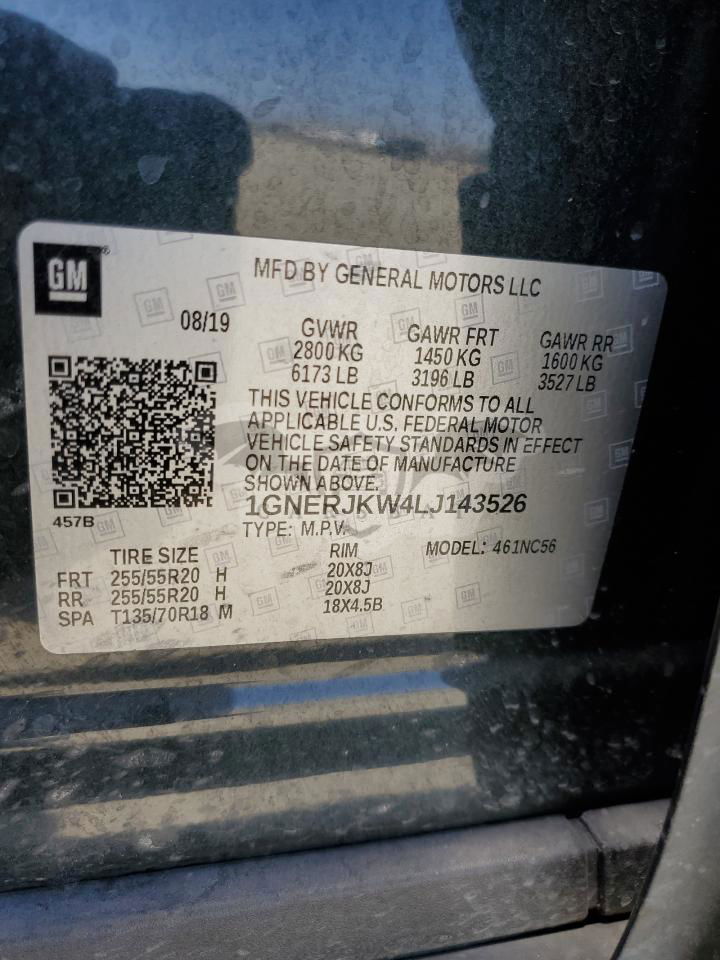 GM®
MFD BY GENERAL MOTORS LLC
08/19
GVWR GAWR FRT GAWR RR
2800 KG 1450 KG 1600 KG
6173 LB 3196 LB 3527 LB
THIS VEHICLE CONFORMS TO ALL
APPLICABLE U.S. FEDERAL MOTOR
VEHICLE SAFETY STANDARDS IN EFFECT
ON THE DATE OF MANUFACTURE
SHOWN ABOVE.
1GNERJKW4LJ143526
457B
TYPE: M.P.V. MODEL: 461NC56
TIRE SIZE RIM
FRT 255/55R20 H 20X8J
RR 255/55R20 H 20X8J
SPA T135/70R18 M 18X4.5B